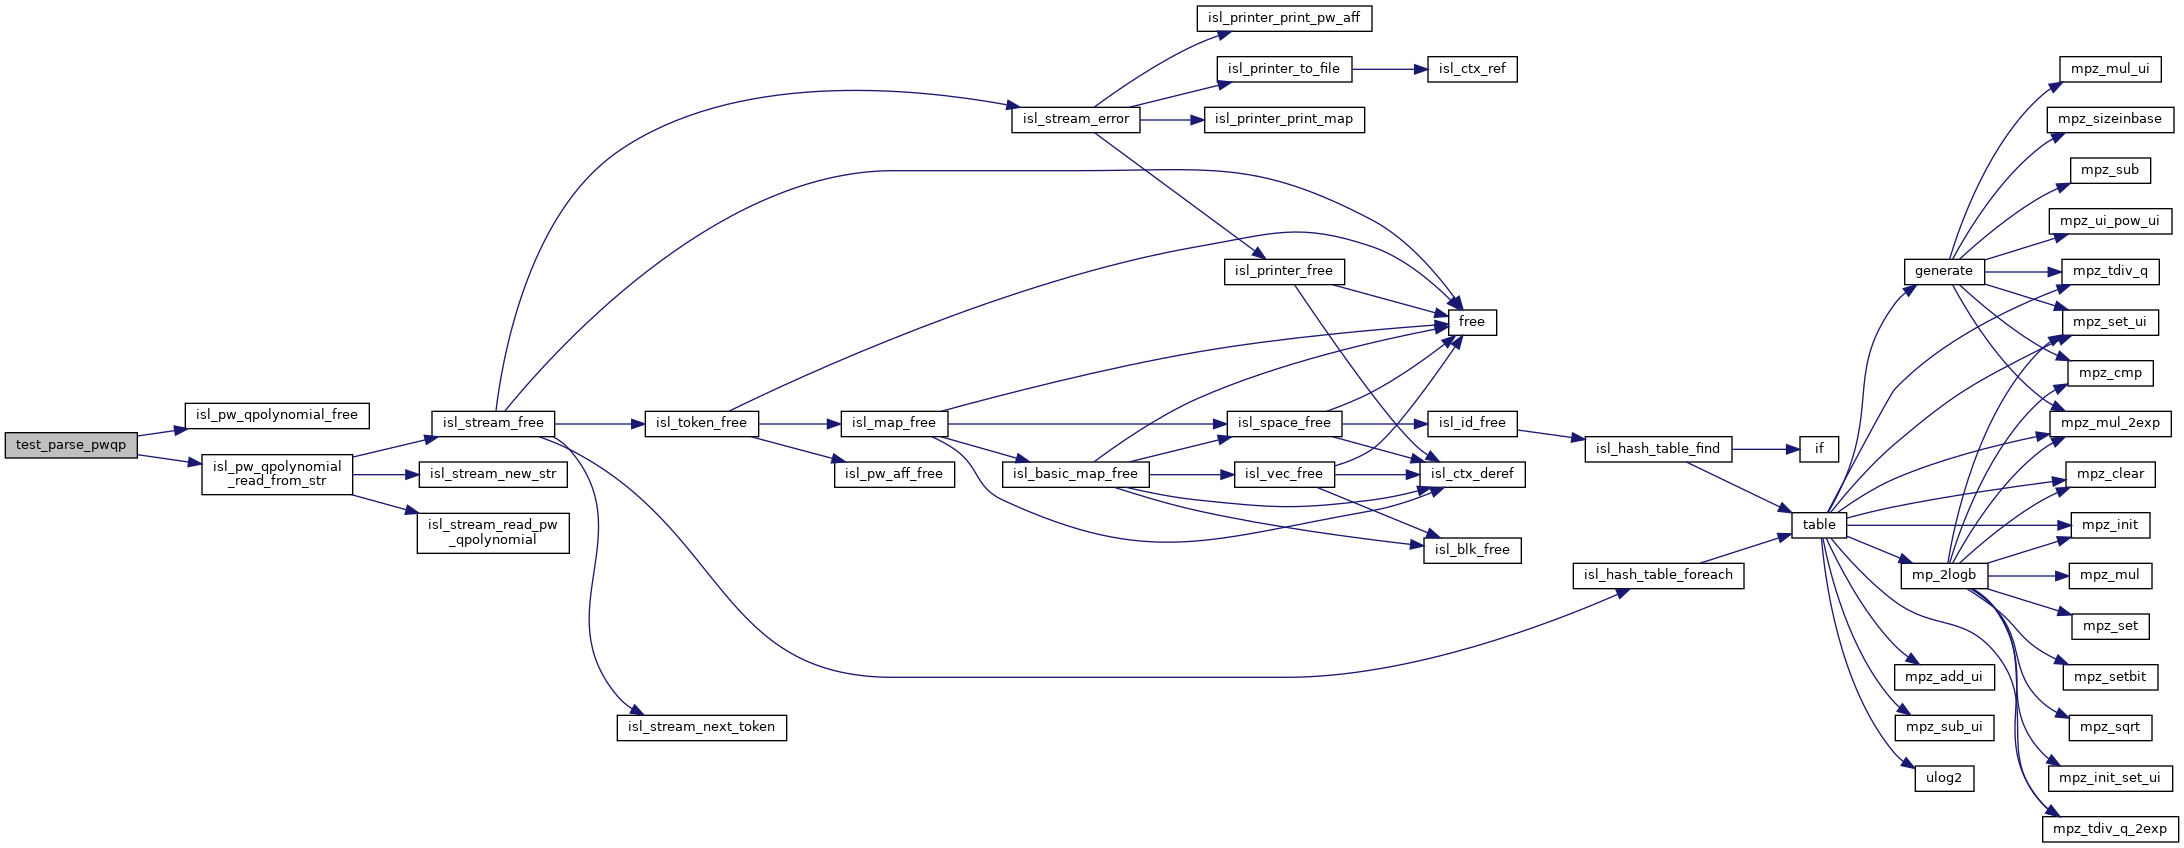 test_parse_pwqp
isl_pw_qpolynomial_free
isl_pw_qpolynomial
_read_from_str
isl_stream_free
isl_stream_new_str
isl_stream_read_pw
_qpolynomial
isl_stream_error
isl_token_free
isl_stream_next_token
isl_map_free
isl_pw_aff_free
isl_basic_map_free
isl_printer_print_pw_aff
isl_printer_to_file
isl_printer_print_map
isl_printer_free
isl_space_free
isl_vec_free
isl_ctx_ref
free
isl_id_free
isl_ctx_deref
isl_blk_free
isl_hash_table_find
isl_hash_table_foreach
if
table
generate
mp_2logb
mpz_add_ui
mpz_sub_ui
ulog2
mpz_mul_ui
mpz_sizeinbase
mpz_sub
mpz_ui_pow_ui
mpz_tdiv_q
mpz_set_ui
mpz_cmp
mpz_mul_2exp
mpz_clear
mpz_init
mpz_mul
mpz_set
mpz_setbit
mpz_sqrt
mpz_init_set_ui
mpz_tdiv_q_2exp